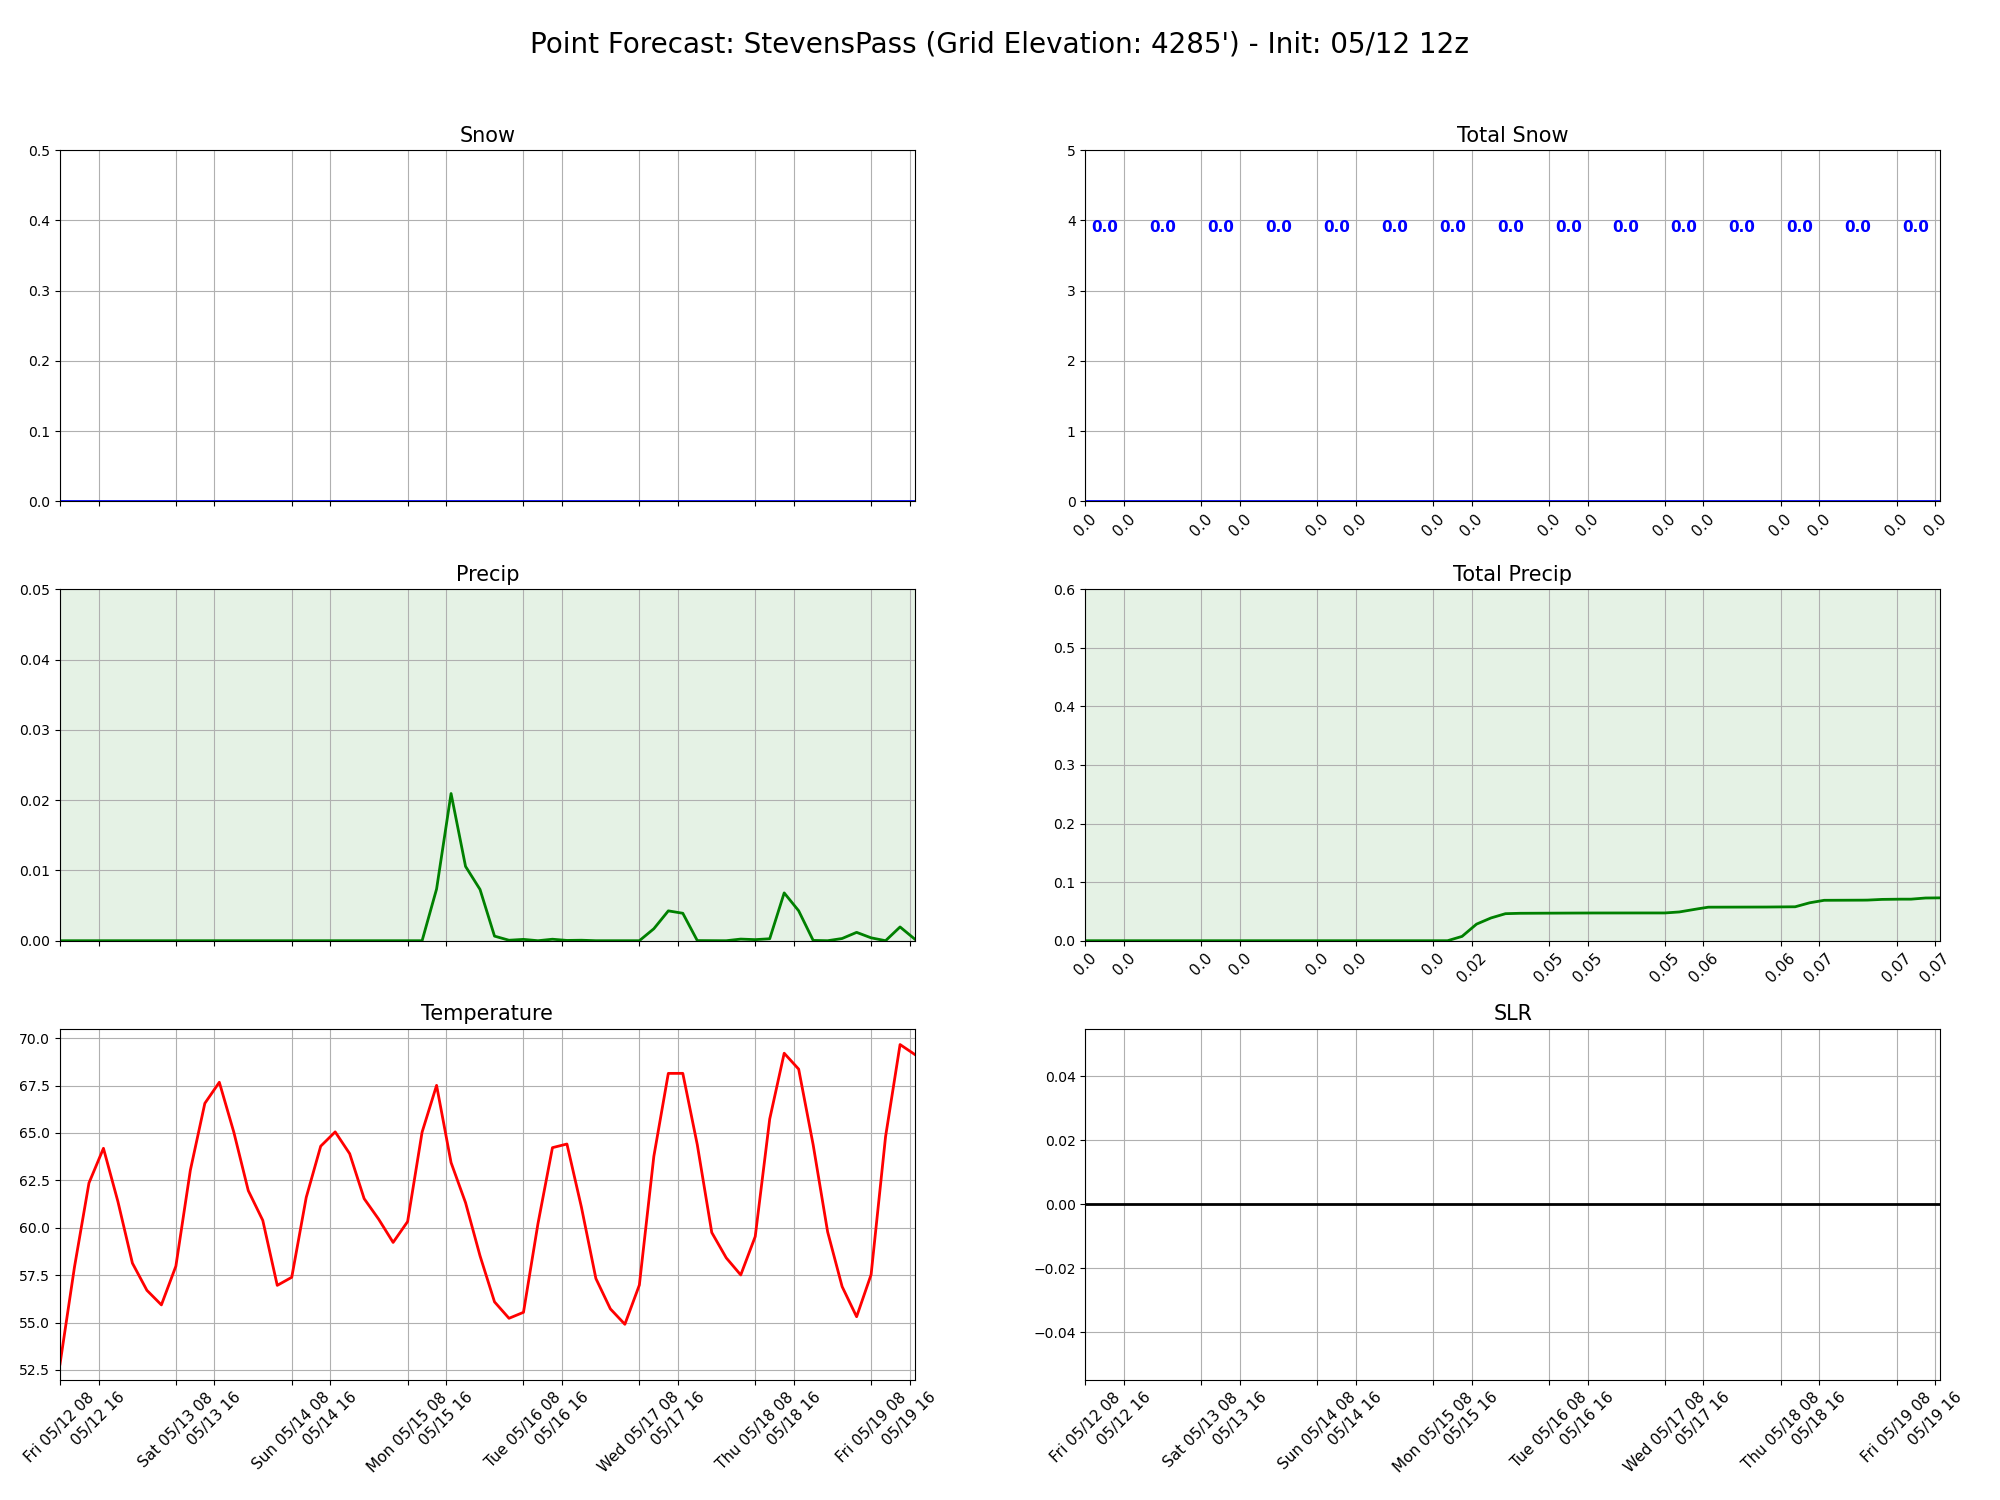 Point Forecast: StevensPass (Grid Elevation: 4285') - Init: 05/12 12z
Snow
0.5
0.4
0.3
0.2
0.1
0.0
Total Snow
5
4
3
2
1
0
0.0 0.0 0.0 0.0 0.0 0.0 0.0 0.0 0.0 0.0 0.0 0.0 0.0 0.0 0.0
0.0 0.0 0.0 0.0 0.0 0.0 0.0 0.0 0.0 0.0 0.0 0.0 0.0 0.0 0.0 0.0
Precip
0.05
0.04
0.03
0.02
0.01
0.00
Total Precip
0.6
0.5
0.4
0.3
0.2
0.1
0.0
0.0 0.0 0.0 0.0 0.0 0.0 0.0 0.02 0.05 0.05 0.05 0.06 0.06 0.07 0.07 0.07
Temperature
70.0
67.5
65.0
62.5
60.0
57.5
55.0
52.5
Fri 05/12 08
05/12 16
Sat 05/13 08
05/13 16
Sun 05/14 08
05/14 16
Mon 05/15 08
05/15 16
Tue 05/16 08
05/16 16
Wed 05/17 08
05/17 16
Thu 05/18 08
05/18 16
Fri 05/19 08
05/19 16
SLR
0.04
0.02
0.00
−0.02
−0.04
Fri 05/12 08
05/12 16
Sat 05/13 08
05/13 16
Sun 05/14 08
05/14 16
Mon 05/15 08
05/15 16
Tue 05/16 08
05/16 16
Wed 05/17 08
05/17 16
Thu 05/18 08
05/18 16
Fri 05/19 08
05/19 16